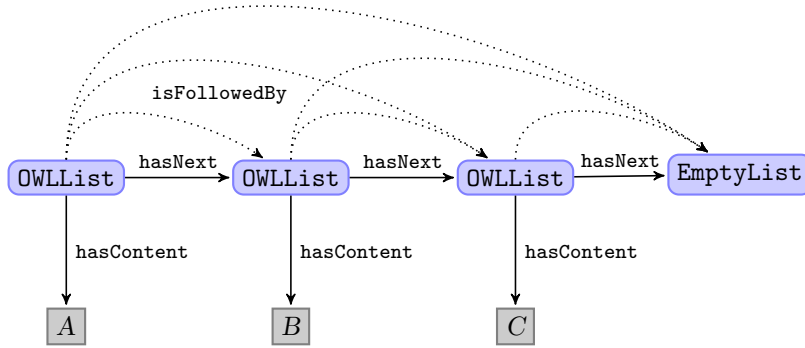 isFollowedBy
hasNext hasNext hasNext
OWLList OWLList OWLList EmptyList
hasContent hasContent hasContent
A B C